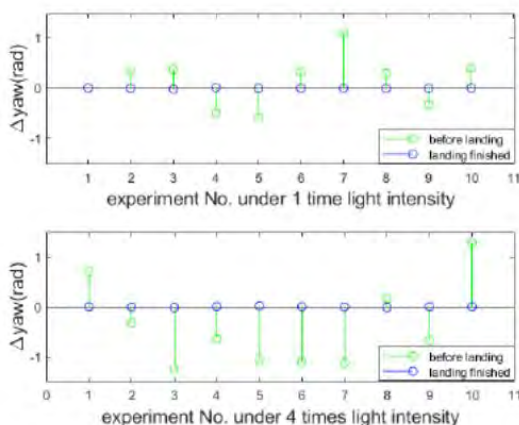 1
0
-1
Δyaw(rad)
before landing
landing finished
1 2 3 4 5 6 7 8 9 10 11
experiment No. under 1 time light intensity
1
0
-1
Δyaw(rad)
before landing
landing finished
0 1 2 3 4 5 6 7 8 9 10 11
experiment No. under 4 times light intensity